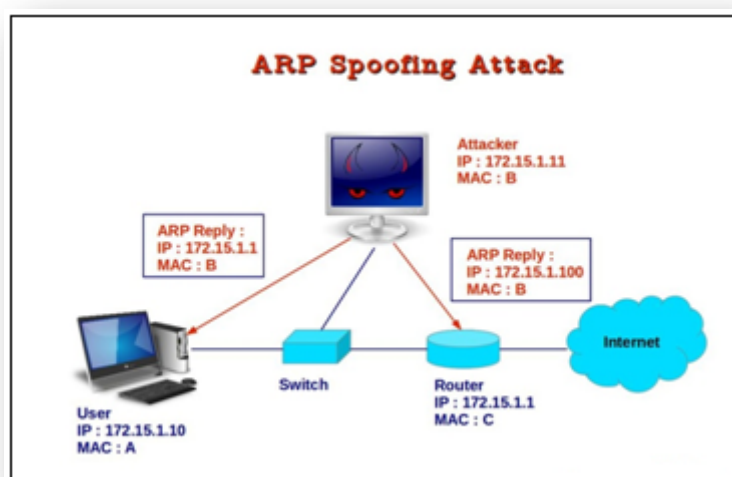 ARP Spoofing Attack
Attacker
IP : 172.15.1.11
MAC : B
ARP Reply :
IP : 172.15.1.1
MAC : B
ARP Reply :
IP : 172.15.1.100
MAC : B
Internet
Switch
Router
IP : 172.15.1.1
MAC : C
User
IP : 172.15.1.10
MAC : A